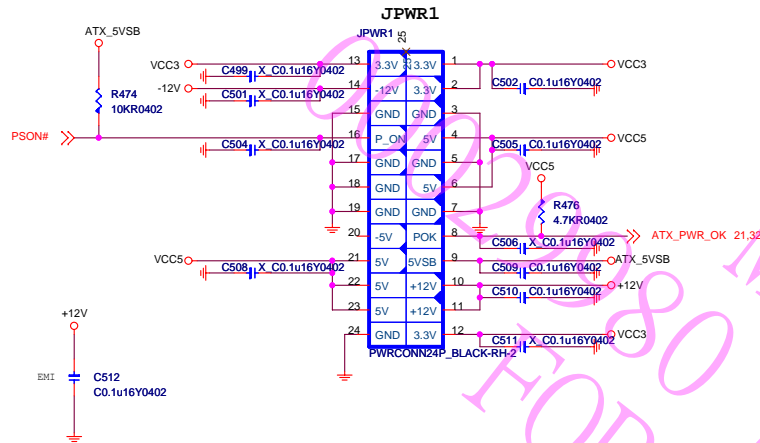 JPWR1
JPWR1
25
25
X
ATX_5VSB
R474
10KR0402
PSON#
VCC3
C499 X_C0.1u16Y0402
-12V
C501 X_C0.1u16Y0402
C504 X_C0.1u16Y0402
VCC5
C508 X_C0.1u16Y0402
13 3.3V 3.3V 1
14 -12V 3.3V 2
15 GND GND 3
16 P_ON 5V 4
17 GND GND 5
18 GND 5V 6
19 GND GND 7
20 -5V POK 8
21 5V 5VSB 9
22 5V +12V 10
23 5V +12V 11
24 GND 3.3V 12
PWRCONN24P_BLACK-RH-2
VCC3
C502 C0.1u16Y0402
VCC5
C505 C0.1u16Y0402
VCC5
R476
4.7KR0402
ATX_PWR_OK 21,32
C506 X_C0.1u16Y0402
ATX_5VSB
C509 C0.1u16Y0402
+12V
C510 C0.1u16Y0402
VCC3
C511 X_C0.1u16Y0402
+12V
EMI
C512
C0.1u16Y0402
00029980
M
FOR